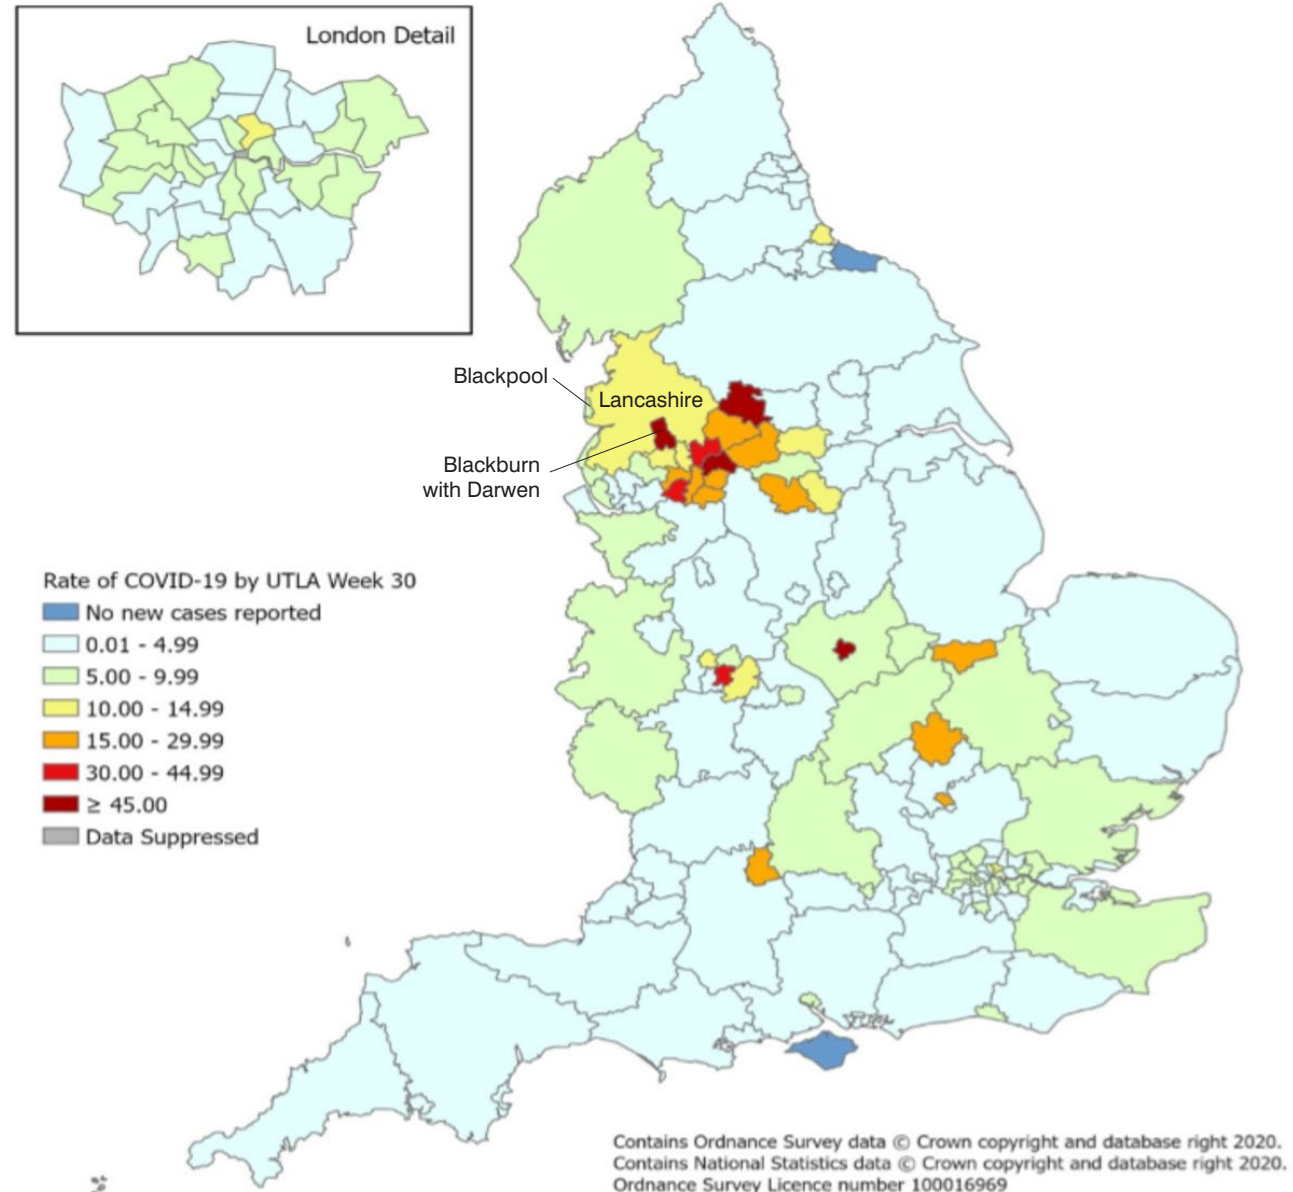 London Detail
Blackpool
Lancashire
Blackburn
with Darwen
Rate of COVID-19 by UTLA Week 30
No new cases reported
0.01 - 4.99
5.00 - 9.99
10.00 - 14.99
15.00 - 29.99
30.00 - 44.99
≥ 45.00
Data Suppressed
Contains Ordnance Survey data © Crown copyright and database right 2020.
Contains National Statistics data © Crown copyright and database right 2020.
Ordnance Survey Licence number 100016969